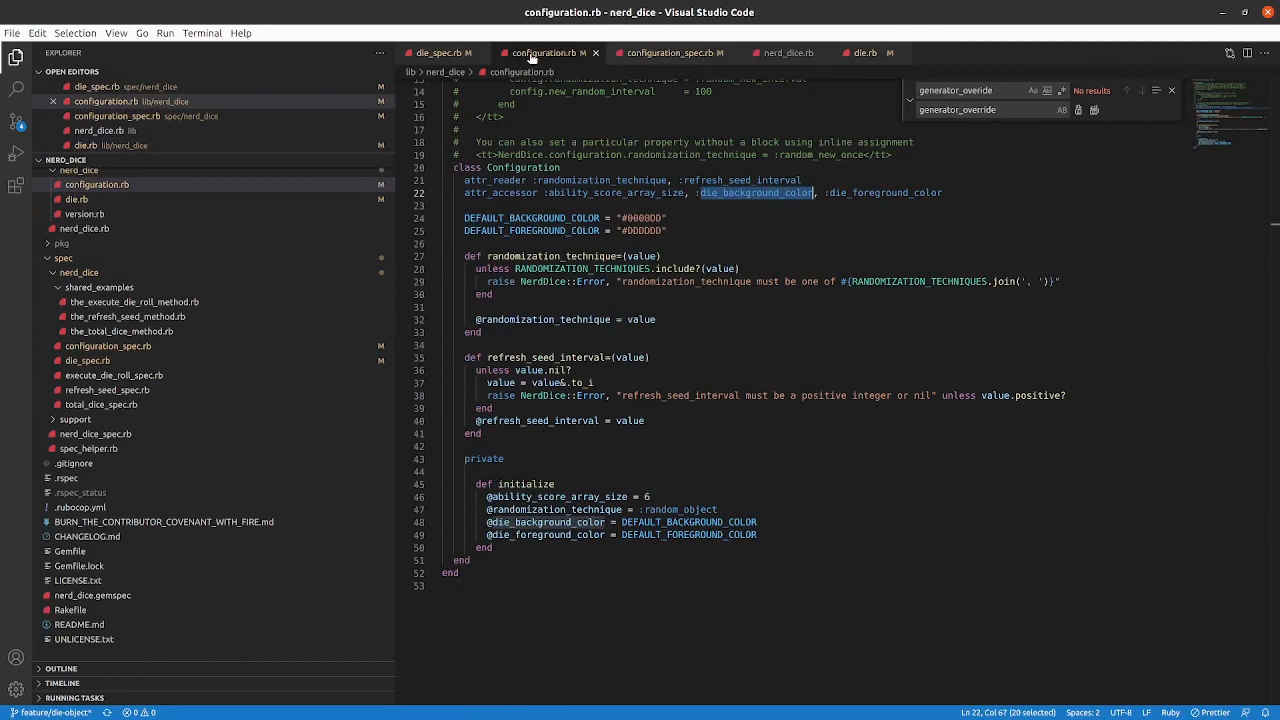 configuration.rb - nerd_dice - Visual Studio Code
File Edit Selection View Go Run Terminal Help
EXPLORER
OPEN EDITORS
die_spec.rb spec/nerd_dice M
configuration.rb lib/nerd_dice M
configuration_spec.rb spec/nerd_dice M
nerd_dice.rb lib
die.rb lib/nerd_dice M
NERD_DICE
nerd_dice
configuration.rb M
die.rb M
version.rb
nerd_dice.rb
pkg
spec
nerd_dice
shared_examples
the_execute_die_roll_method.rb
the_refresh_seed_method.rb
the_total_dice_method.rb
configuration_spec.rb M
die_spec.rb M
execute_die_roll_spec.rb
refresh_seed_spec.rb
total_dice_spec.rb
support
nerd_dice_spec.rb
spec_helper.rb
.gitignore
.rspec
.rspec_status
.rubocop.yml
BURN_THE_CONTRIBUTOR_COVENANT_WITH_FIRE.md
CHANGELOG.md
Gemfile
Gemfile.lock
LICENSE.txt
nerd_dice.gemspec
Rakefile
README.md
UNLICENSE.txt
OUTLINE
TIMELINE
RUNNING TASKS
die_spec.rb M configuration.rb M configuration_spec.rb M nerd_dice.rb die.rb M
lib > nerd_dice > configuration.rb
generator_overide Aa No results
generator_override AB
13 # config.randomization_technique = :random_new_interval
14 # config.new_random_interval = 100
15 # end
16 # </tt>
17 #
18 # You can also set a particular property without a block using inline assignment
19 # <tt>NerdDice.configuration.randomization_technique = :random_new_once</tt>
20 class Configuration
21 attr_reader :randomization_technique, :refresh_seed_interval
22 attr_accessor :ability_score_array_size, :die_background_color, :die_foreground_color
23
24 DEFAULT_BACKGROUND_COLOR = "#0000DD"
25 DEFAULT_FOREGROUND_COLOR = "#DDDDDD"
26
27 def randomization_technique=(value)
28 unless RANDOMIZATION_TECHNIQUES.include?(value)
29 raise NerdDice::Error, "randomization_technique must be one of #{RANDOMIZATION_TECHNIQUES.join(', ')}"
30 end
31
32 @randomization_technique = value
33 end
34
35 def refresh_seed_interval=(value)
36 unless value.nil?
37 value = value&.to_i
38 raise NerdDice::Error, "refresh_seed_interval must be a positive integer or nil" unless value.positive?
39 end
40 @refresh_seed_interval = value
41 end
42
43 private
44
45 def initialize
46 @ability_score_array_size = 6
47 @randomization_technique = :random_object
48 @die_background_color = DEFAULT_BACKGROUND_COLOR
49 @die_foreground_color = DEFAULT_FOREGROUND_COLOR
50 end
51 end
52 end
53
feature/die-object* 0 0 Ln 22, Col 67 (20 selected) Spaces: 2 UTF-8 LF Ruby Prettier